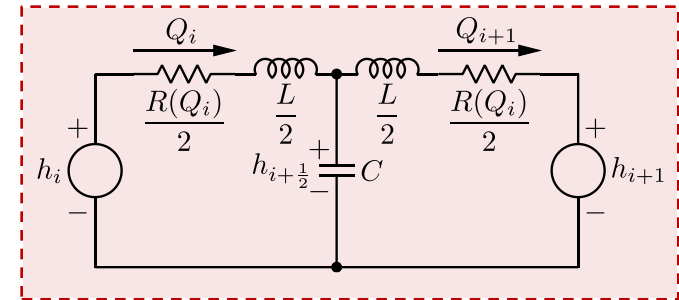 Q_i Q_{i+1}
R(Q_i)/2 L/2 L/2 R(Q_i)/2
+ + +
h_i h_{i+1/2} C h_{i+1}
− − −